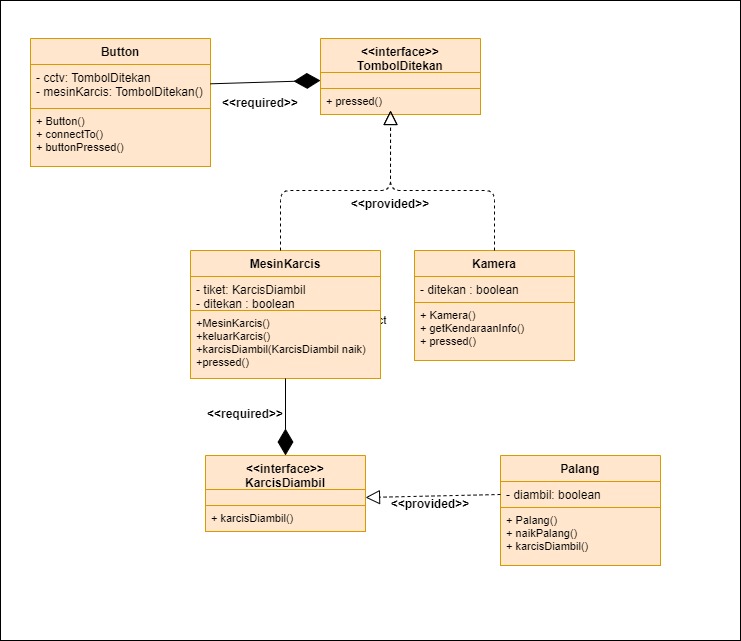 Button
- cctv: TombolDitekan
- mesinKarcis: TombolDitekan()
+ Button()
+ connectTo()
+ buttonPressed()
<<required>>
<<interface>>
TombolDitekan
+ pressed()
<<provided>>
MesinKarcis
- tiket: KarcisDiambil
- ditekan : boolean
+MesinKarcis()
+keluarKarcis()
+karcisDiambil(KarcisDiambil naik)
+pressed()
ct
Kamera
- ditekan : boolean
+ Kamera()
+ getKendaraanInfo()
+ pressed()
<<required>>
<<interface>>
KarcisDiambil
+ karcisDiambil()
<<provided>>
Palang
- diambil: boolean
+ Palang()
+ naikPalang()
+ karcisDiambil()